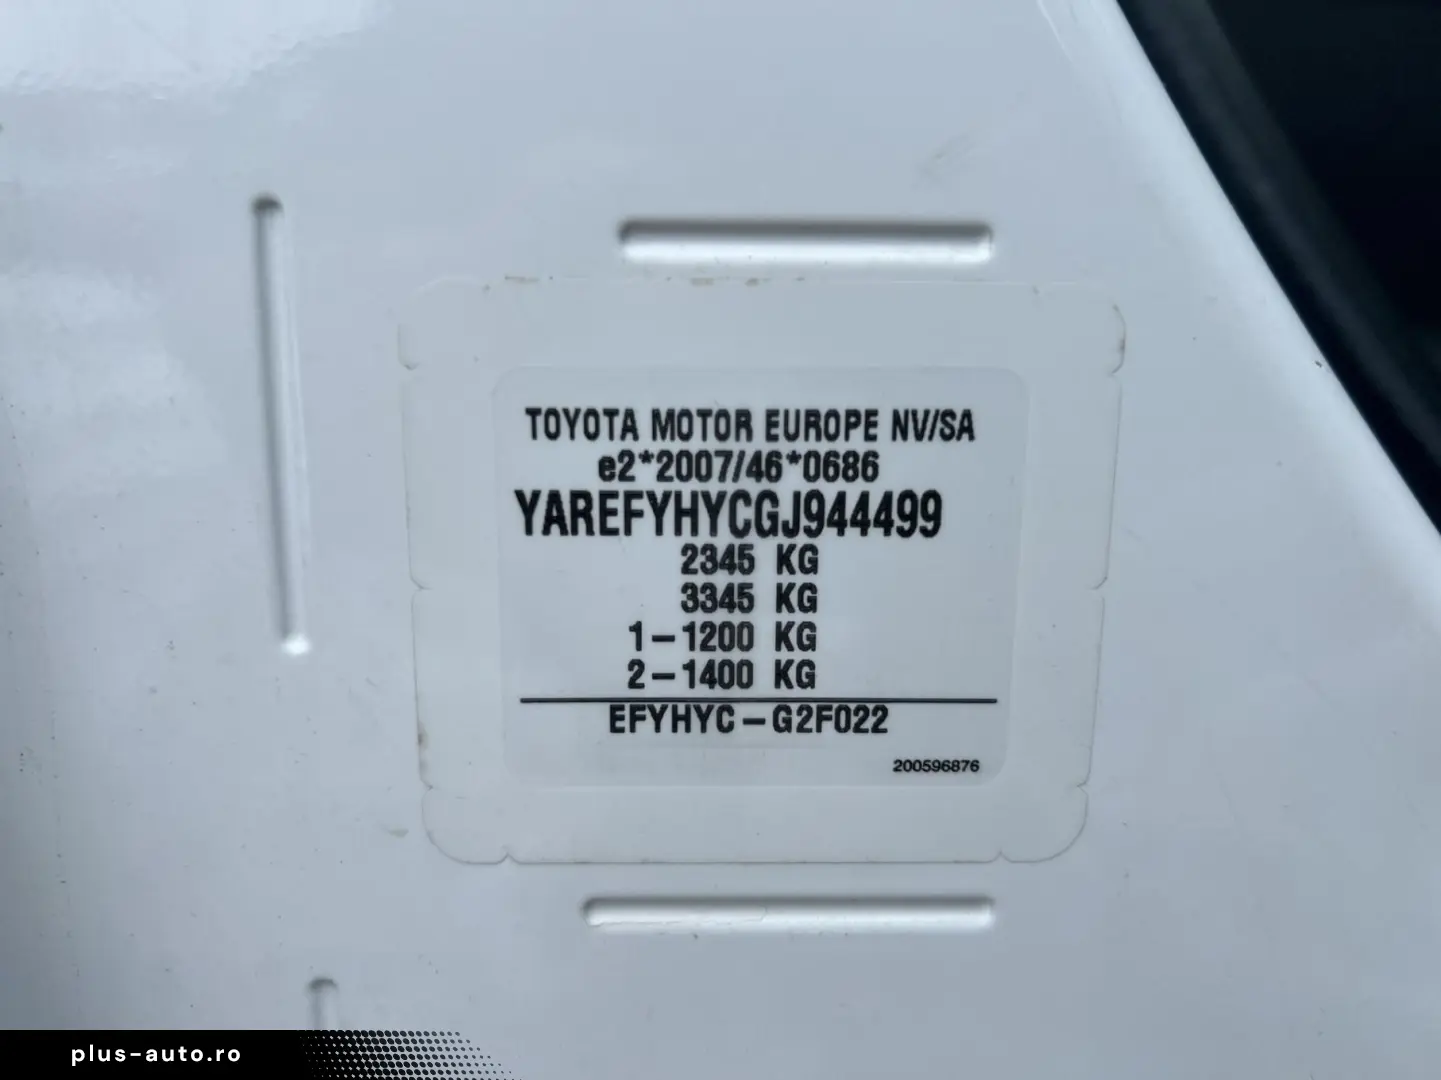 TOYOTA MOTOR EUROPE NV/SA
e2*2007/46*0686
YAREFYHYCGJ944499
2345 KG
3345 KG
1-1200 KG
2-1400 KG
EFYHYC-G2F022
200596876
plus-auto.ro